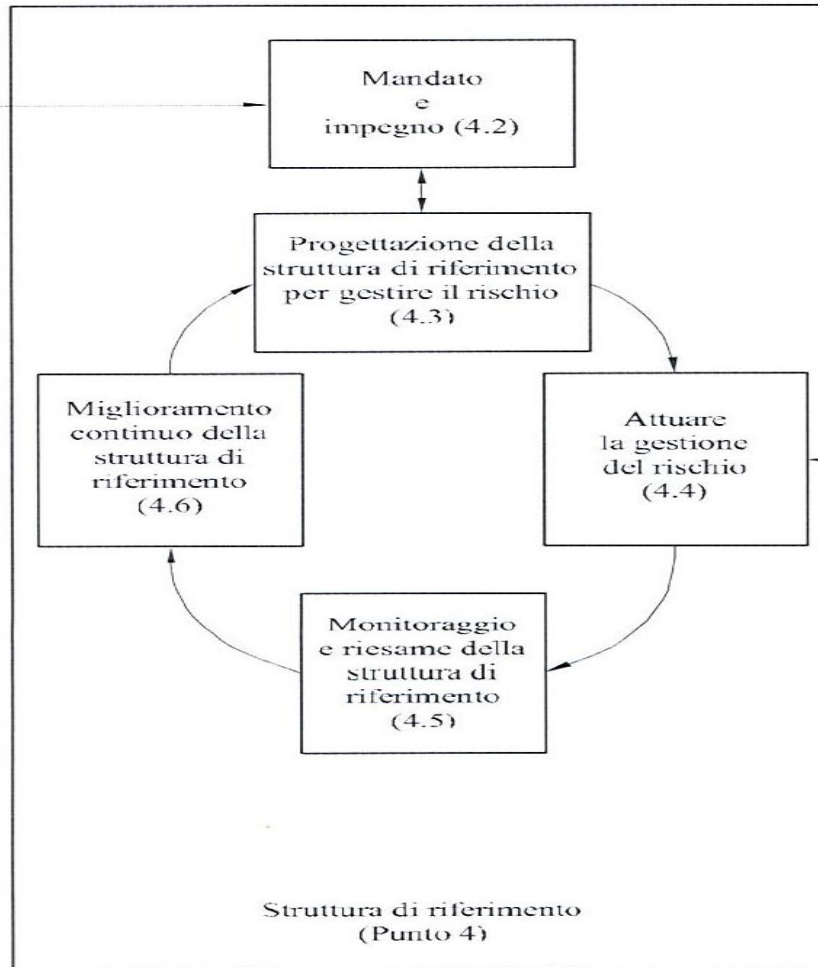 Mandato
e
impegno (4.2)
Progettazione della
struttura di riferimento
per gestire il rischio
(4.3)
Miglioramento
continuo della
struttura di
riferimento
(4.6)
Attuare
la gestione
del rischio
(4.4)
Monitoraggio
e riesame della
struttura di
riferimento
(4.5)
Struttura di riferimento
(Punto 4)